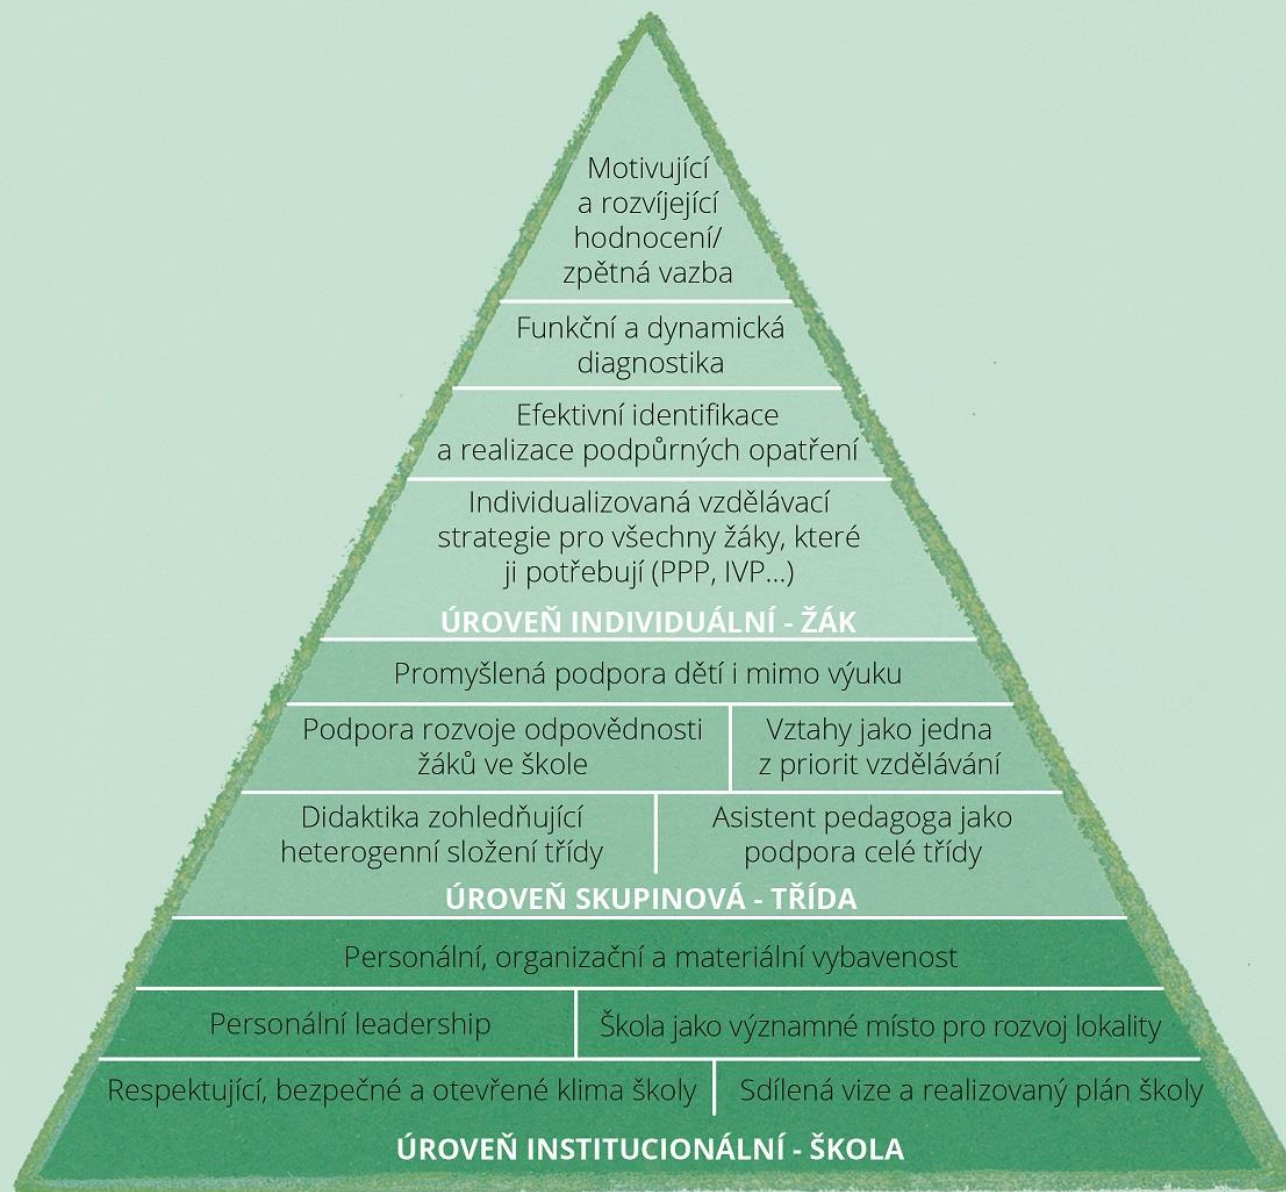 Motivující
a rozvíjející
hodnocení/
zpětná vazba
Funkční a dynamická
diagnostika
Efektivní identifikace
a realizace podpůrných opatření
Individualizovaná vzdělávací
strategie pro všechny žáky, které
ji potřebují (PPP, IVP...)
ÚROVEŇ INDIVIDUÁLNÍ - ŽÁK
Promyšlená podpora dětí i mimo výuku
Podpora rozvoje odpovědnosti
žáků ve škole
Vztahy jako jedna
z priorit vzdělávání
Didaktika zohledňující
heterogenní složení třídy
Asistent pedagoga jako
podpora celé třídy
ÚROVEŇ SKUPINOVÁ - TŘÍDA
Personální, organizační a materiální vybavenost
Personální leadership
Škola jako významné místo pro rozvoj lokality
Respektující, bezpečné a otevřené klima školy
Sdílená vize a realizovaný plán školy
ÚROVEŇ INSTITUCIONÁLNÍ - ŠKOLA